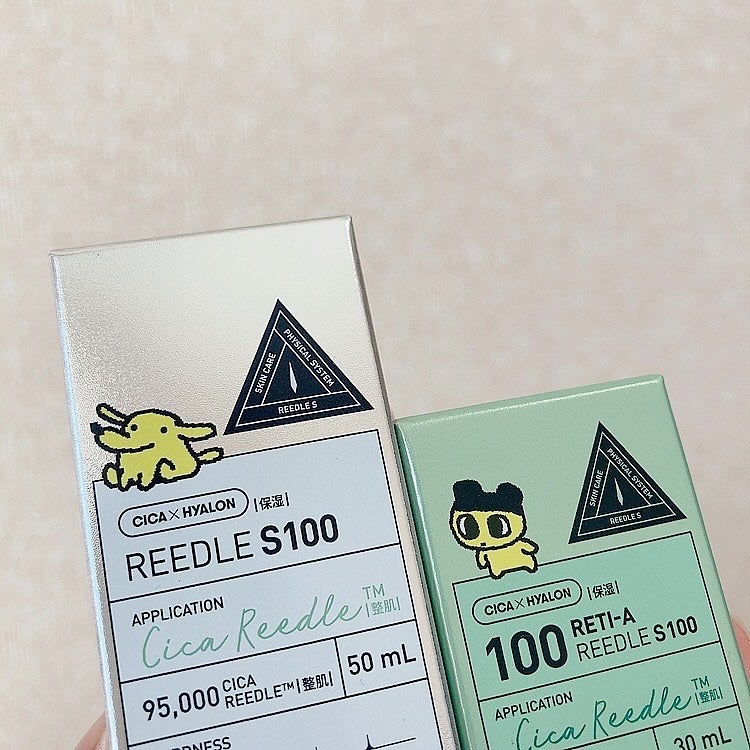 SKIN CARE
PHYSICAL SYSTEM
REEDLE S
CICA×HYALON |保湿|
REEDLE S100
APPLICATION
Cica Reedle™ |整肌|
95,000 CICA
REEDLE™ |整肌|
50 mL
SKIN CARE
PHYSICAL SYSTEM
REEDLE S
CICA×HYALON |保湿|
100 RETI-A
REEDLE S100
APPLICATION
Cica Reedle™ |整肌|
30 mL